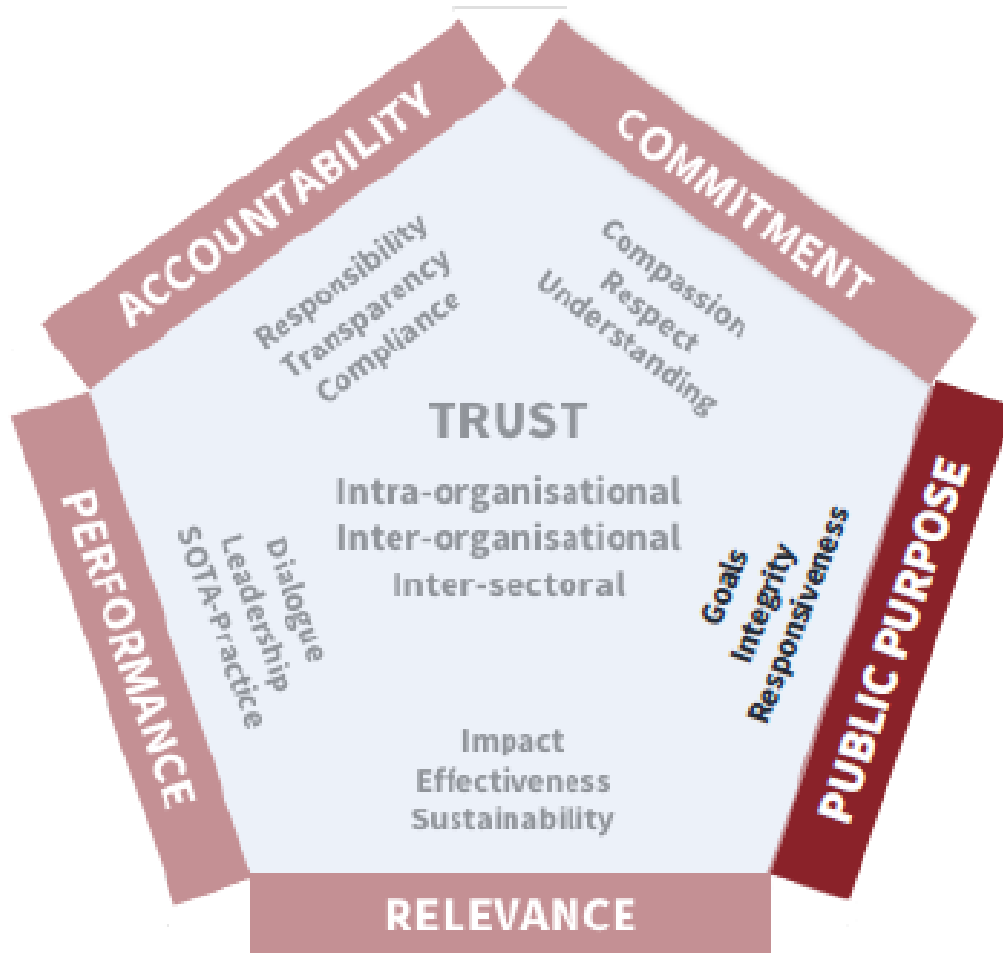 ACCOUNTABILITY
COMMITMENT
Responsibility
Transparency
Compliance
Compassion
Respect
Understanding
TRUST
Intra-organisational
Inter-organisational
Inter-sectoral
PERFORMANCE
Dialogue
Leadership
SOTA-Practice
Goals
Integrity
Responsiveness
PUBLIC PURPOSE
Impact
Effectiveness
Sustainability
RELEVANCE